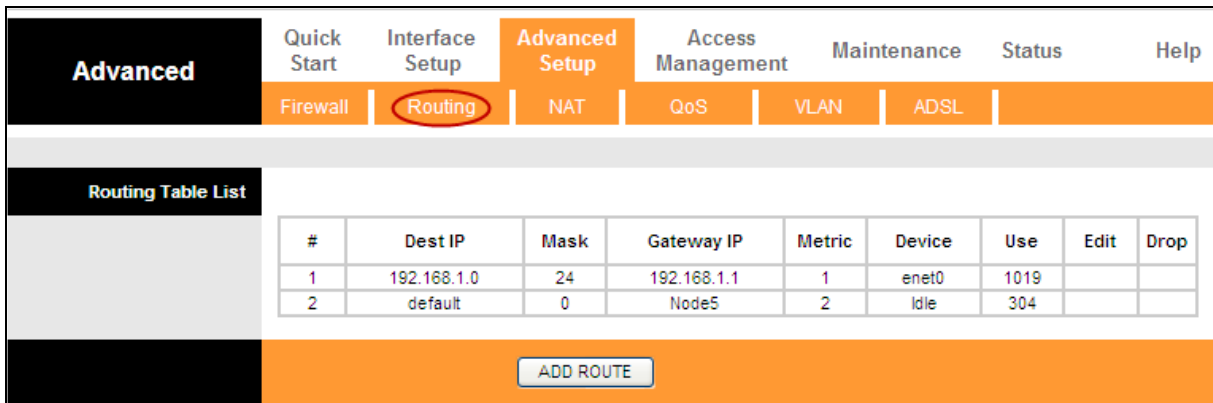 Advanced
Quick Start
Interface Setup
Advanced Setup
Access Management
Maintenance
Status
Help
Firewall
Routing
NAT
QoS
VLAN
ADSL
Routing Table List
# Dest IP Mask Gateway IP Metric Device Use Edit Drop
1 192.168.1.0 24 192.168.1.1 1 enet0 1019
2 default 0 Node5 2 Idle 304
ADD ROUTE